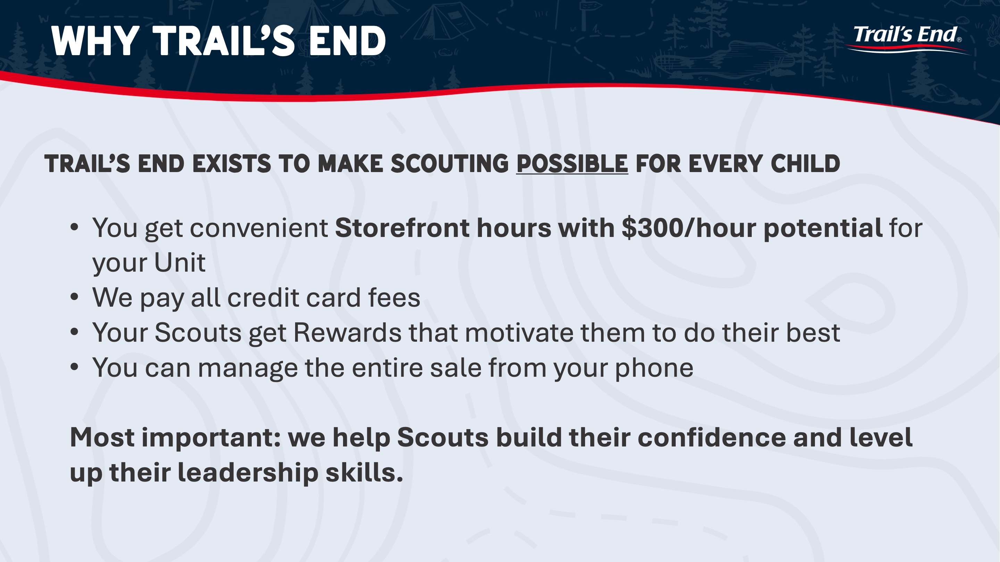 WHY TRAIL’S END
Trail's End®
TRAIL’S END EXISTS TO MAKE SCOUTING POSSIBLE FOR EVERY CHILD
• You get convenient Storefront hours with $300/hour potential for
your Unit
• We pay all credit card fees
• Your Scouts get Rewards that motivate them to do their best
• You can manage the entire sale from your phone
Most important: we help Scouts build their confidence and level
up their leadership skills.